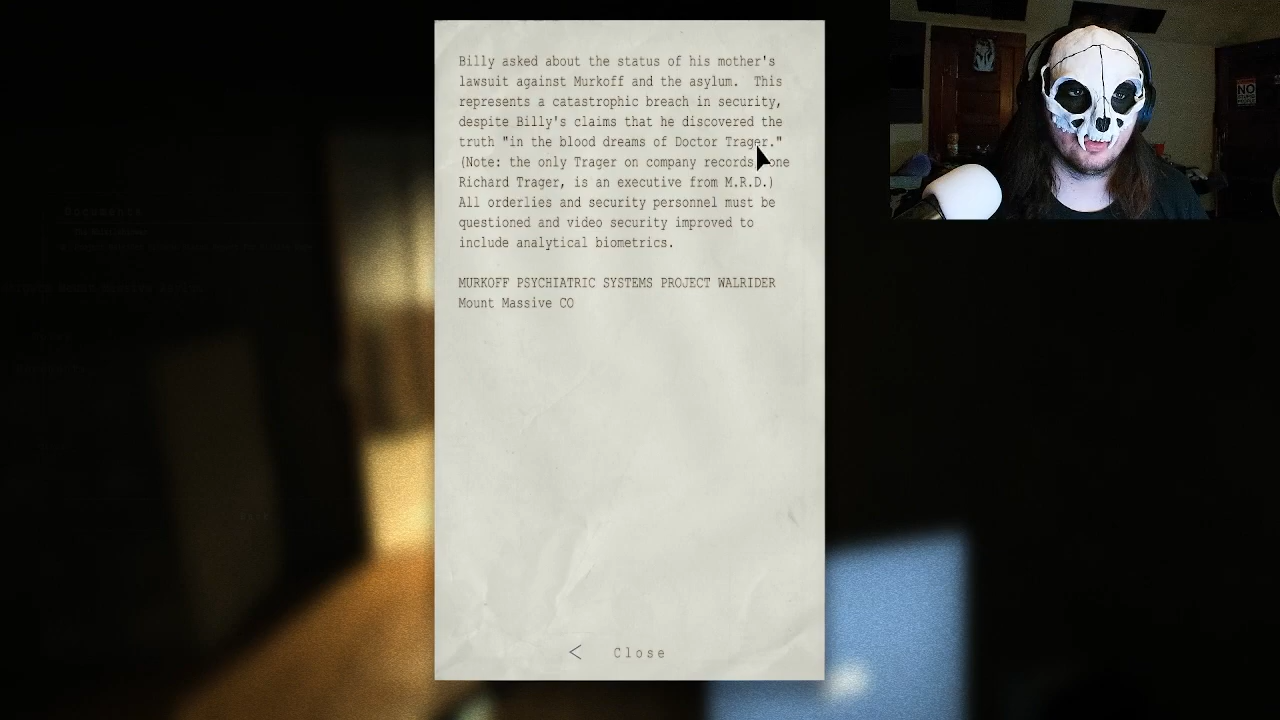 Billy asked about the status of his mother's
lawsuit against Murkoff and the asylum.  This
represents a catastrophic breach in security,
despite Billy's claims that he discovered the
truth "in the blood dreams of Doctor Trager."
(Note: the only Trager on company records, one
Richard Trager, is an executive from M.R.D.)
All orderlies and security personnel must be
questioned and video security improved to
include analytical biometrics.
MURKOFF PSYCHIATRIC SYSTEMS PROJECT WALRIDER
Mount Massive CO
< Close
NO
Documents